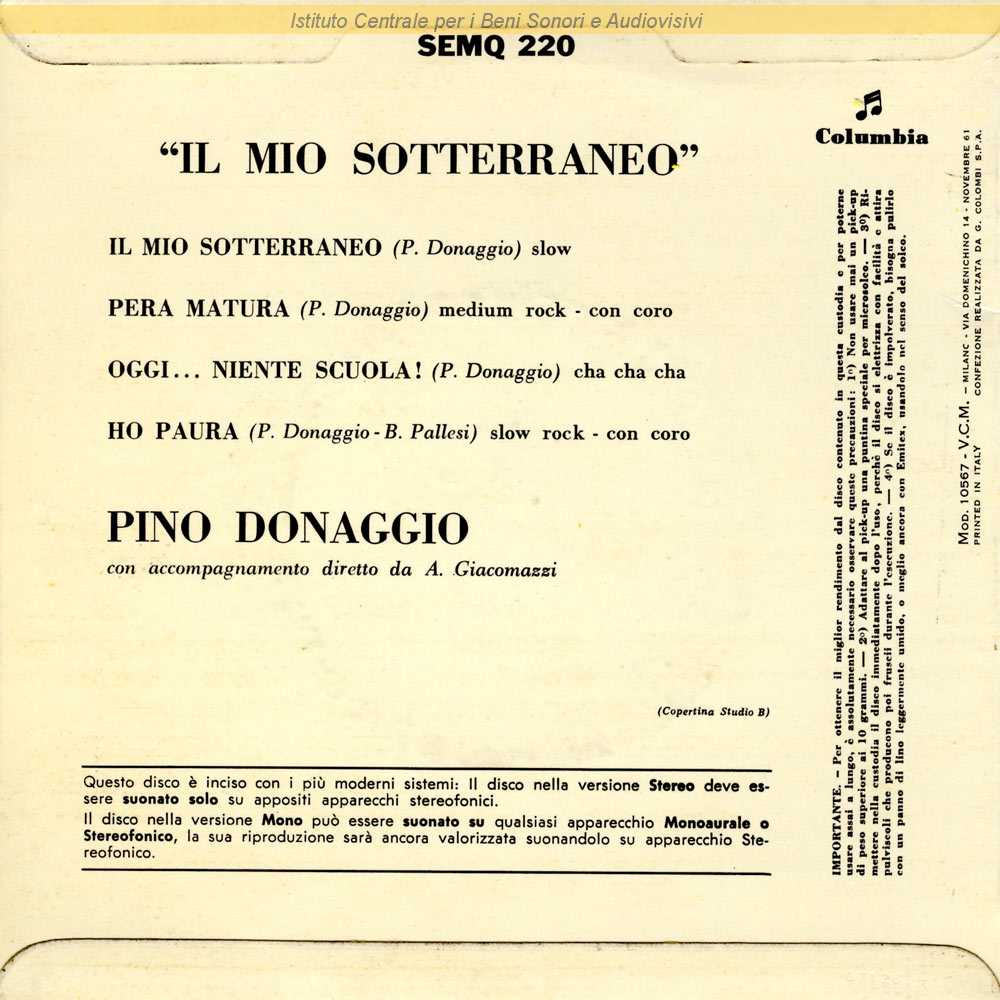 Istituto Centrale per i Beni Sonori e Audiovisivi
SEMQ 220
Columbia
“IL MIO SOTTERRANEO”
IL MIO SOTTERRANEO (P. Donaggio) slow
PERA MATURA (P. Donaggio) medium rock - con coro
OGGI... NIENTE SCUOLA! (P. Donaggio) cha cha cha
HO PAURA (P. Donaggio - B. Pallesi) slow rock - con coro
PINO DONAGGIO
con accompagnamento diretto da A. Giacomazzi
(Copertina Studio B)
Questo disco è inciso con i più moderni sistemi: Il disco nella versione Stereo deve es-
sere suonato solo su appositi apparecchi stereofonici.
Il disco nella versione Mono può essere suonato su qualsiasi apparecchio Monoaurale o
Stereofonico, la sua riproduzione sarà ancora valorizzata suonandolo su apparecchio Ste-
reofonico.
IMPORTANTE. - Per ottenere il miglior rendimento dal disco contenuto in questa custodia e per poterne
usare assai a lungo, è assolutamente necessario osservare queste precauzioni: 1º) Non usare mai un pick-up
di peso superiore ai 10 grammi. — 2º) Adattare al pick-up una puntina speciale per microsolco. — 3º) Ri-
mettere nella custodia il disco immediatamente dopo l'uso, perchè il disco si elettrizza con facilità e attira
pulviscoli che producono poi fruscii durante l'esecuzione. — 4º) Se il disco è impolverato, bisogna pulirlo
con un panno di lino leggermente umido, o meglio ancora con Emitex, usandolo nel senso del solco.
MOD. 10567 - V.C.M. - MILANC - VIA DOMENICHINO 14 - NOVEMBRE 61
PRINTED IN ITALY CONFEZIONE REALIZZATA DA G. COLOMBI S.P.A.